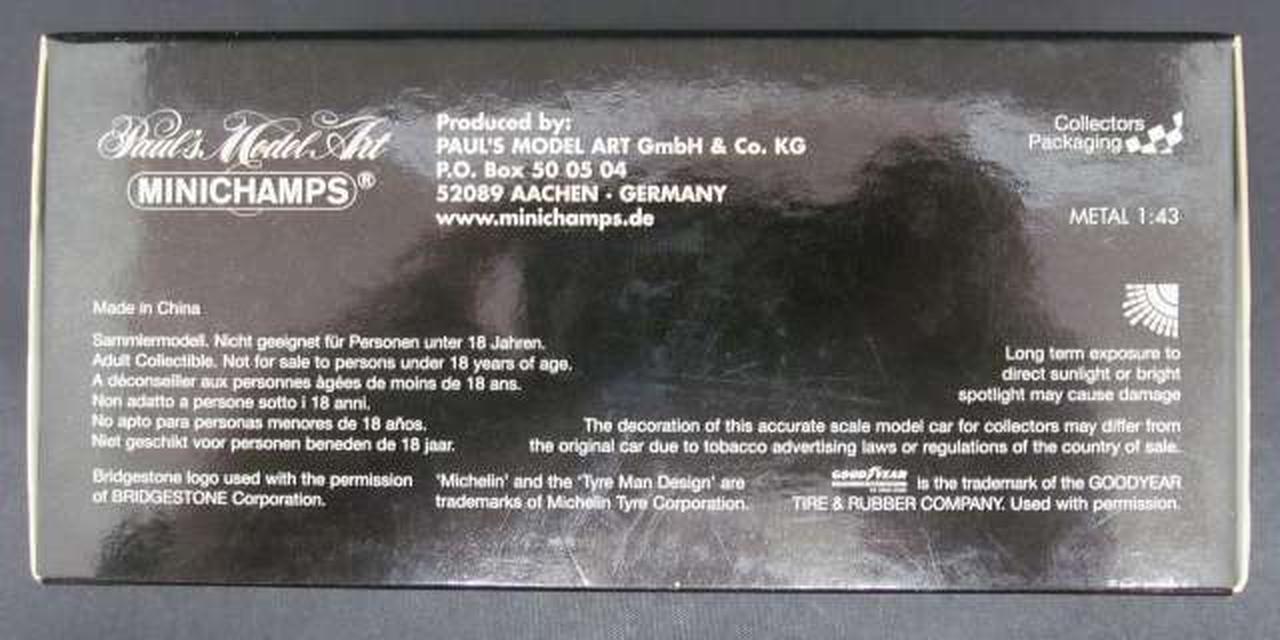 Paul's Model Art
MINICHAMPS®
Produced by:
PAUL'S MODEL ART GmbH & Co. KG
P.O. Box 50 05 04
52089 AACHEN · GERMANY
www.minichamps.de
Collectors
Packaging
METAL 1:43
Made in China
Sammlermodell. Nicht geeignet für Personen unter 18 Jahren.
Adult Collectible. Not for sale to persons under 18 years of age.
A déconseiller aux personnes âgées de moins de 18 ans.
Non adatto a persone sotto i 18 anni.
No apto para personas menores de 18 años.
Niet geschikt voor personen beneden de 18 jaar.
Long term exposure to
direct sunlight or bright
spotlight may cause damage
The decoration of this accurate scale model car for collectors may differ from
the original car due to tobacco advertising laws or regulations of the country of sale.
Bridgestone logo used with the permission
of BRIDGESTONE Corporation.
'Michelin' and the 'Tyre Man Design' are
trademarks of Michelin Tyre Corporation.
GOODYEAR is the trademark of the GOODYEAR
TIRE & RUBBER COMPANY. Used with permission.